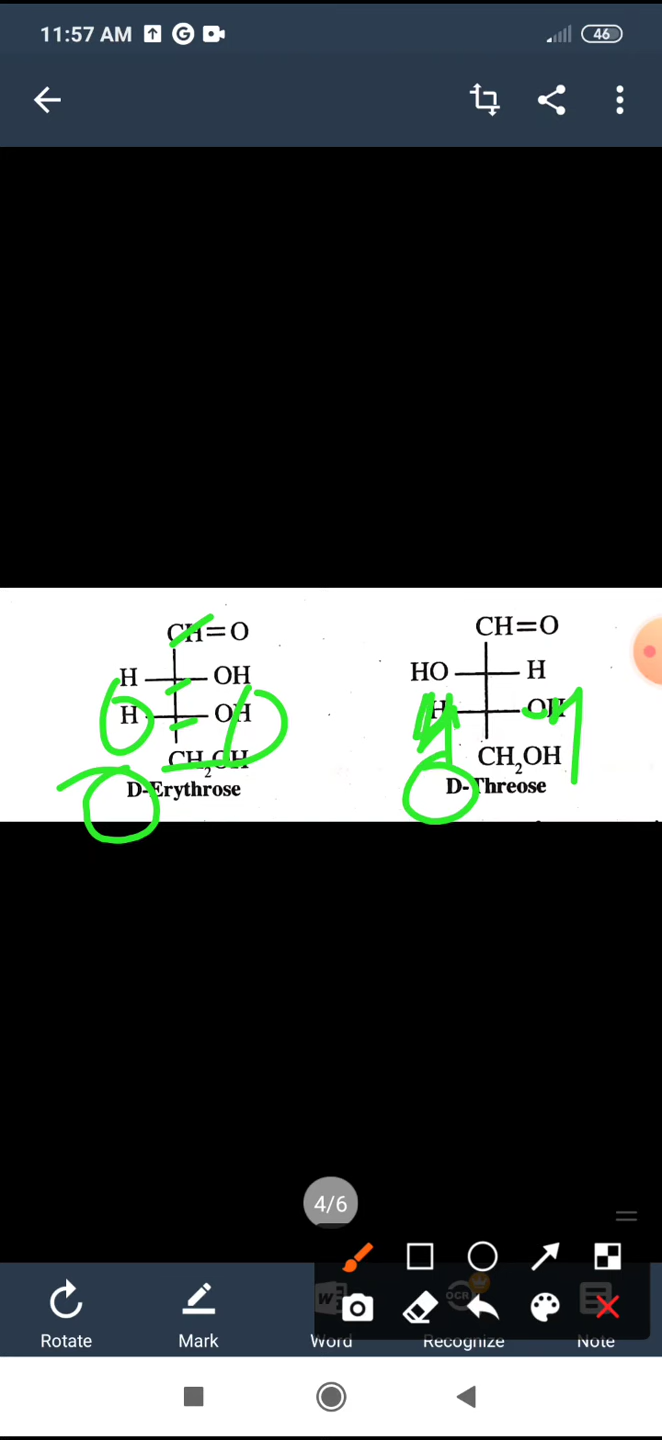 11:57 AM
46
CH=O
H OH
H OH
CH₂OH
D-Erythrose
CH=O
HO H
H OH
CH₂OH
D-Threose
4/6
Rotate
Mark
Word
Recognize
Note
W
OCR